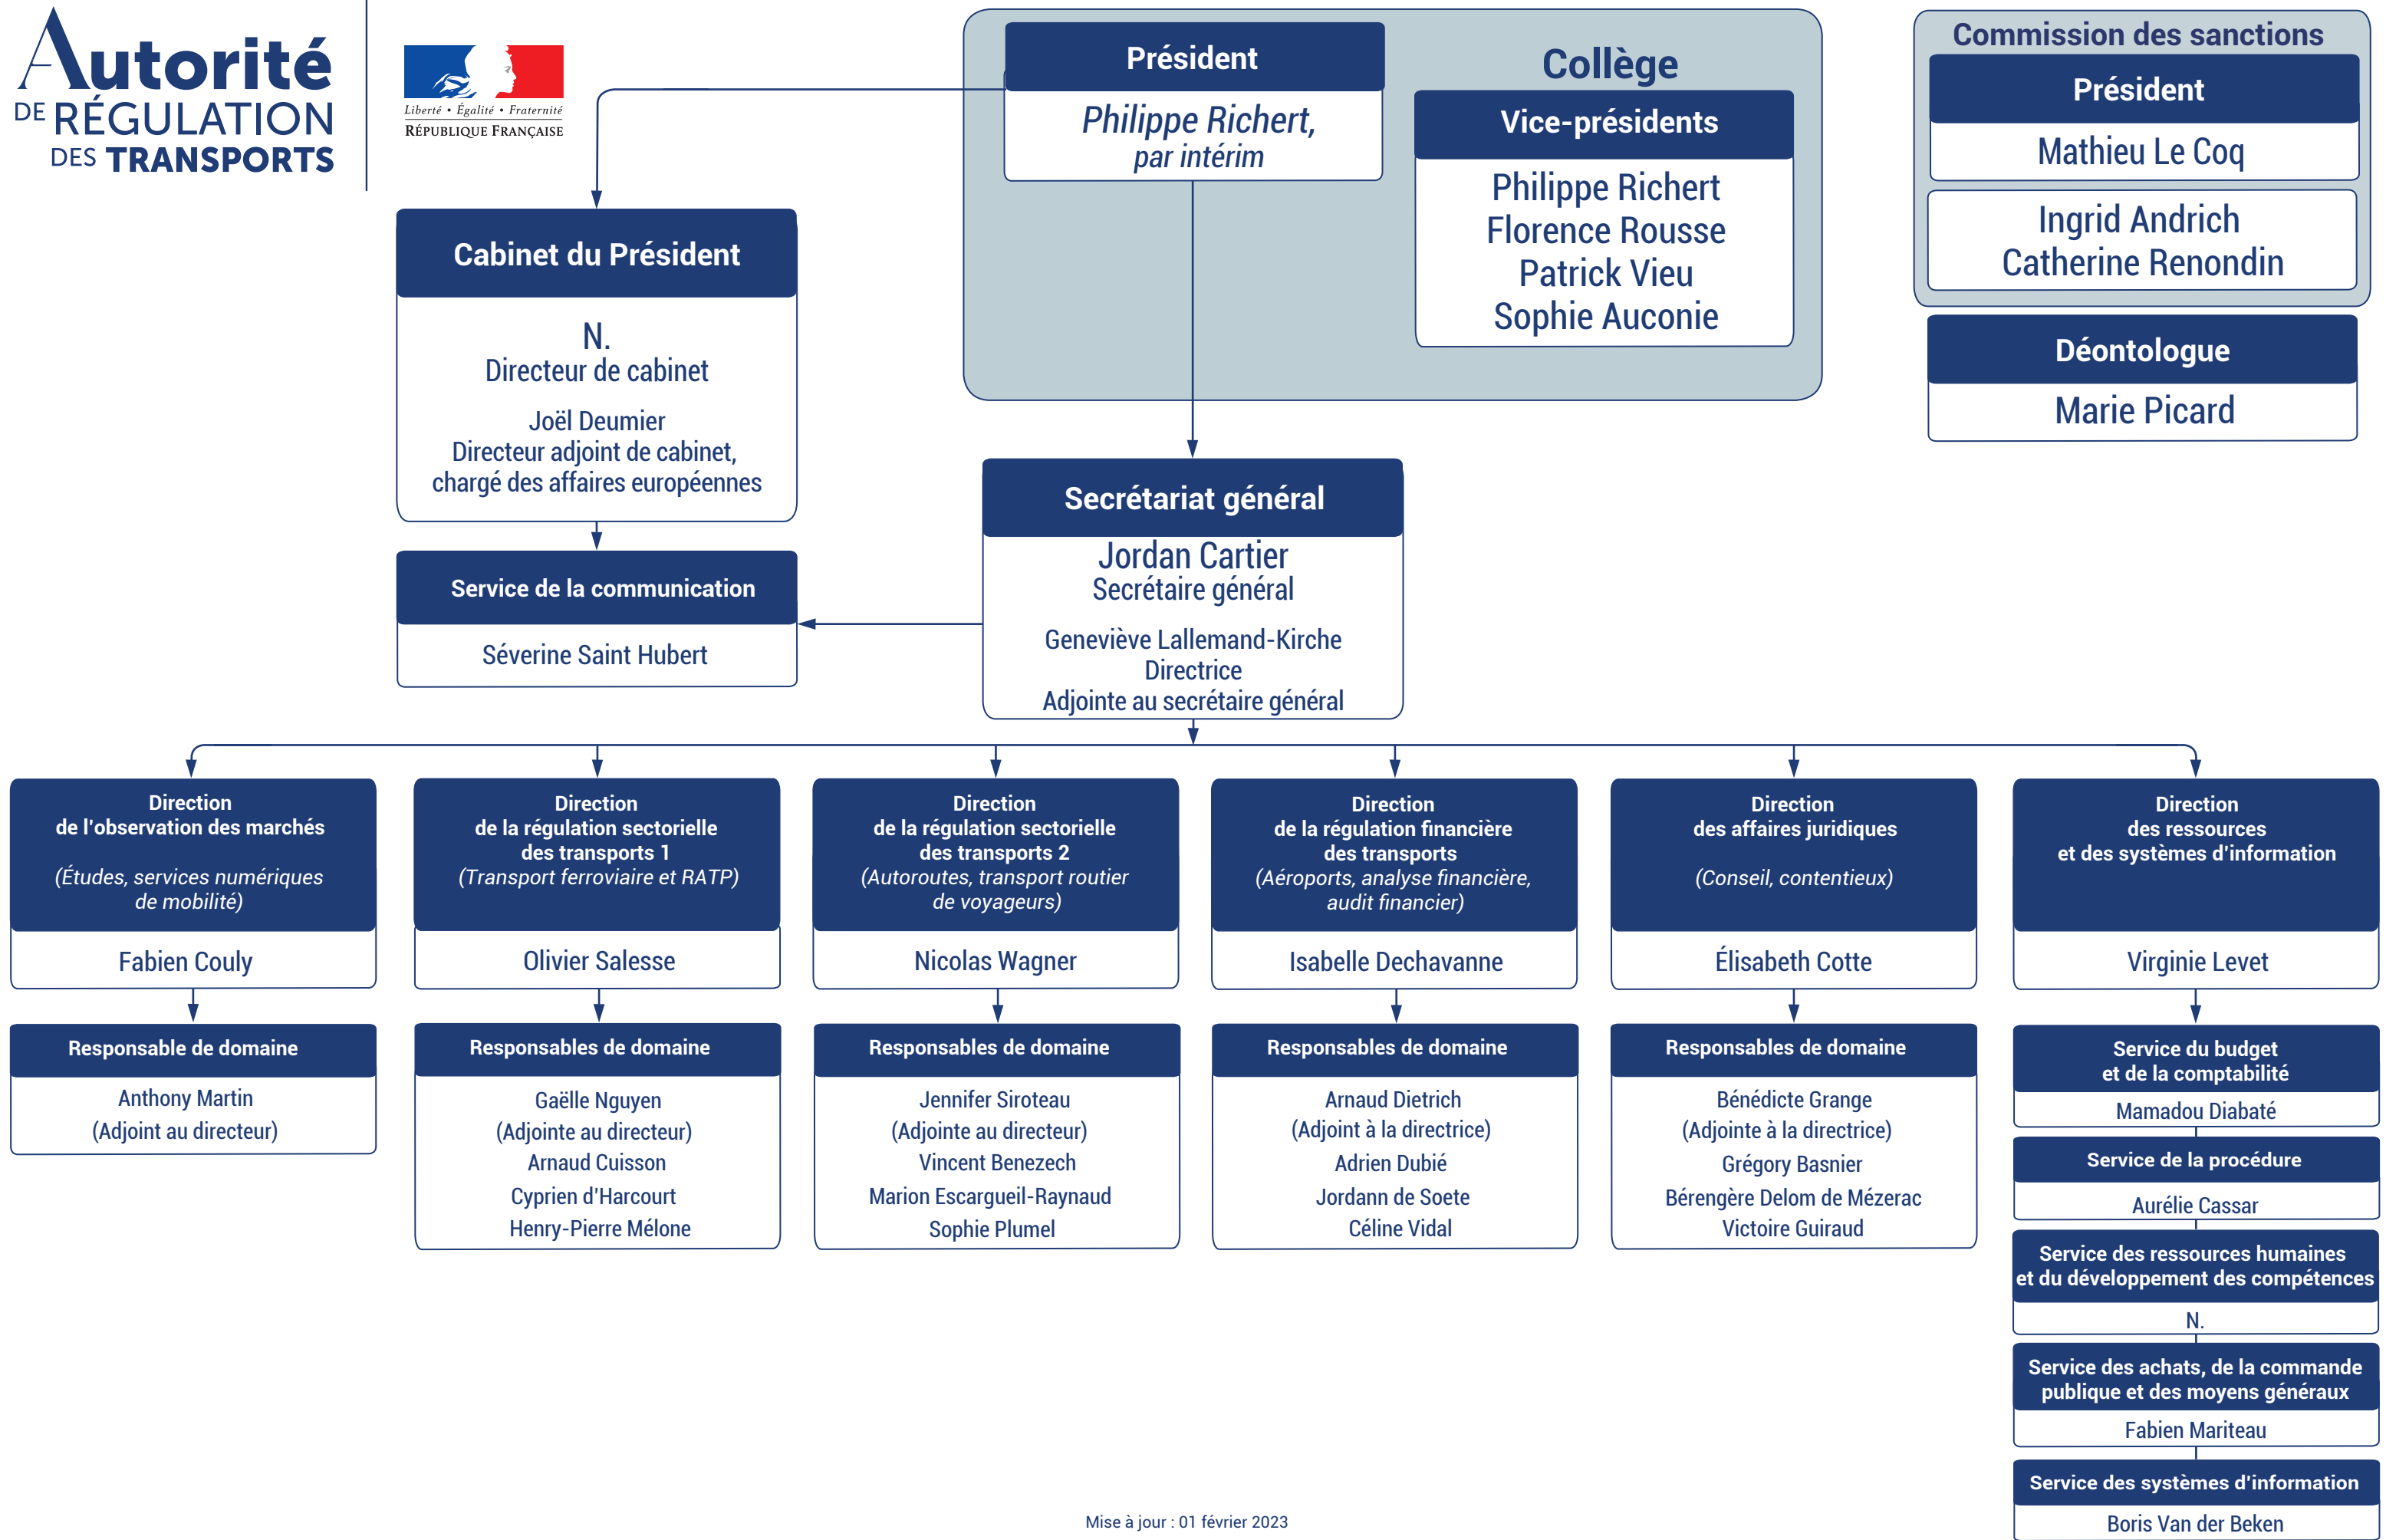 Autorité
DE RÉGULATION
DES TRANSPORTS
Liberté • Égalité • Fraternité
RÉPUBLIQUE FRANÇAISE
Président
Philippe Richert,
par intérim
Collège
Vice-présidents
Philippe Richert
Florence Rousse
Patrick Vieu
Sophie Auconie
Commission des sanctions
Président
Mathieu Le Coq
Ingrid Andrich
Catherine Renondin
Déontologue
Marie Picard
Cabinet du Président
N.
Directeur de cabinet
Joël Deumier
Directeur adjoint de cabinet,
chargé des affaires européennes
Service de la communication
Séverine Saint Hubert
Secrétariat général
Jordan Cartier
Secrétaire général
Geneviève Lallemand-Kirche
Directrice
Adjointe au secrétaire général
Direction
de l'observation des marchés
(Études, services numériques
de mobilité)
Fabien Couly
Responsable de domaine
Anthony Martin
(Adjoint au directeur)
Direction
de la régulation sectorielle
des transports 1
(Transport ferroviaire et RATP)
Olivier Salesse
Responsables de domaine
Gaëlle Nguyen
(Adjointe au directeur)
Arnaud Cuisson
Cyprien d'Harcourt
Henry-Pierre Mélone
Direction
de la régulation sectorielle
des transports 2
(Autoroutes, transport routier
de voyageurs)
Nicolas Wagner
Responsables de domaine
Jennifer Siroteau
(Adjointe au directeur)
Vincent Benezech
Marion Escargueil-Raynaud
Sophie Plumel
Direction
de la régulation financière
des transports
(Aéroports, analyse financière,
audit financier)
Isabelle Dechavanne
Responsables de domaine
Arnaud Dietrich
(Adjoint à la directrice)
Adrien Dubié
Jordann de Soete
Céline Vidal
Direction
des affaires juridiques
(Conseil, contentieux)
Élisabeth Cotte
Responsables de domaine
Bénédicte Grange
(Adjointe à la directrice)
Grégory Basnier
Bérengère Delom de Mézerac
Victoire Guiraud
Direction
des ressources
et des systèmes d'information
Virginie Levet
Service du budget
et de la comptabilité
Mamadou Diabaté
Service de la procédure
Aurélie Cassar
Service des ressources humaines
et du développement des compétences
N.
Service des achats, de la commande
publique et des moyens généraux
Fabien Mariteau
Service des systèmes d'information
Boris Van der Beken
Mise à jour : 01 février 2023